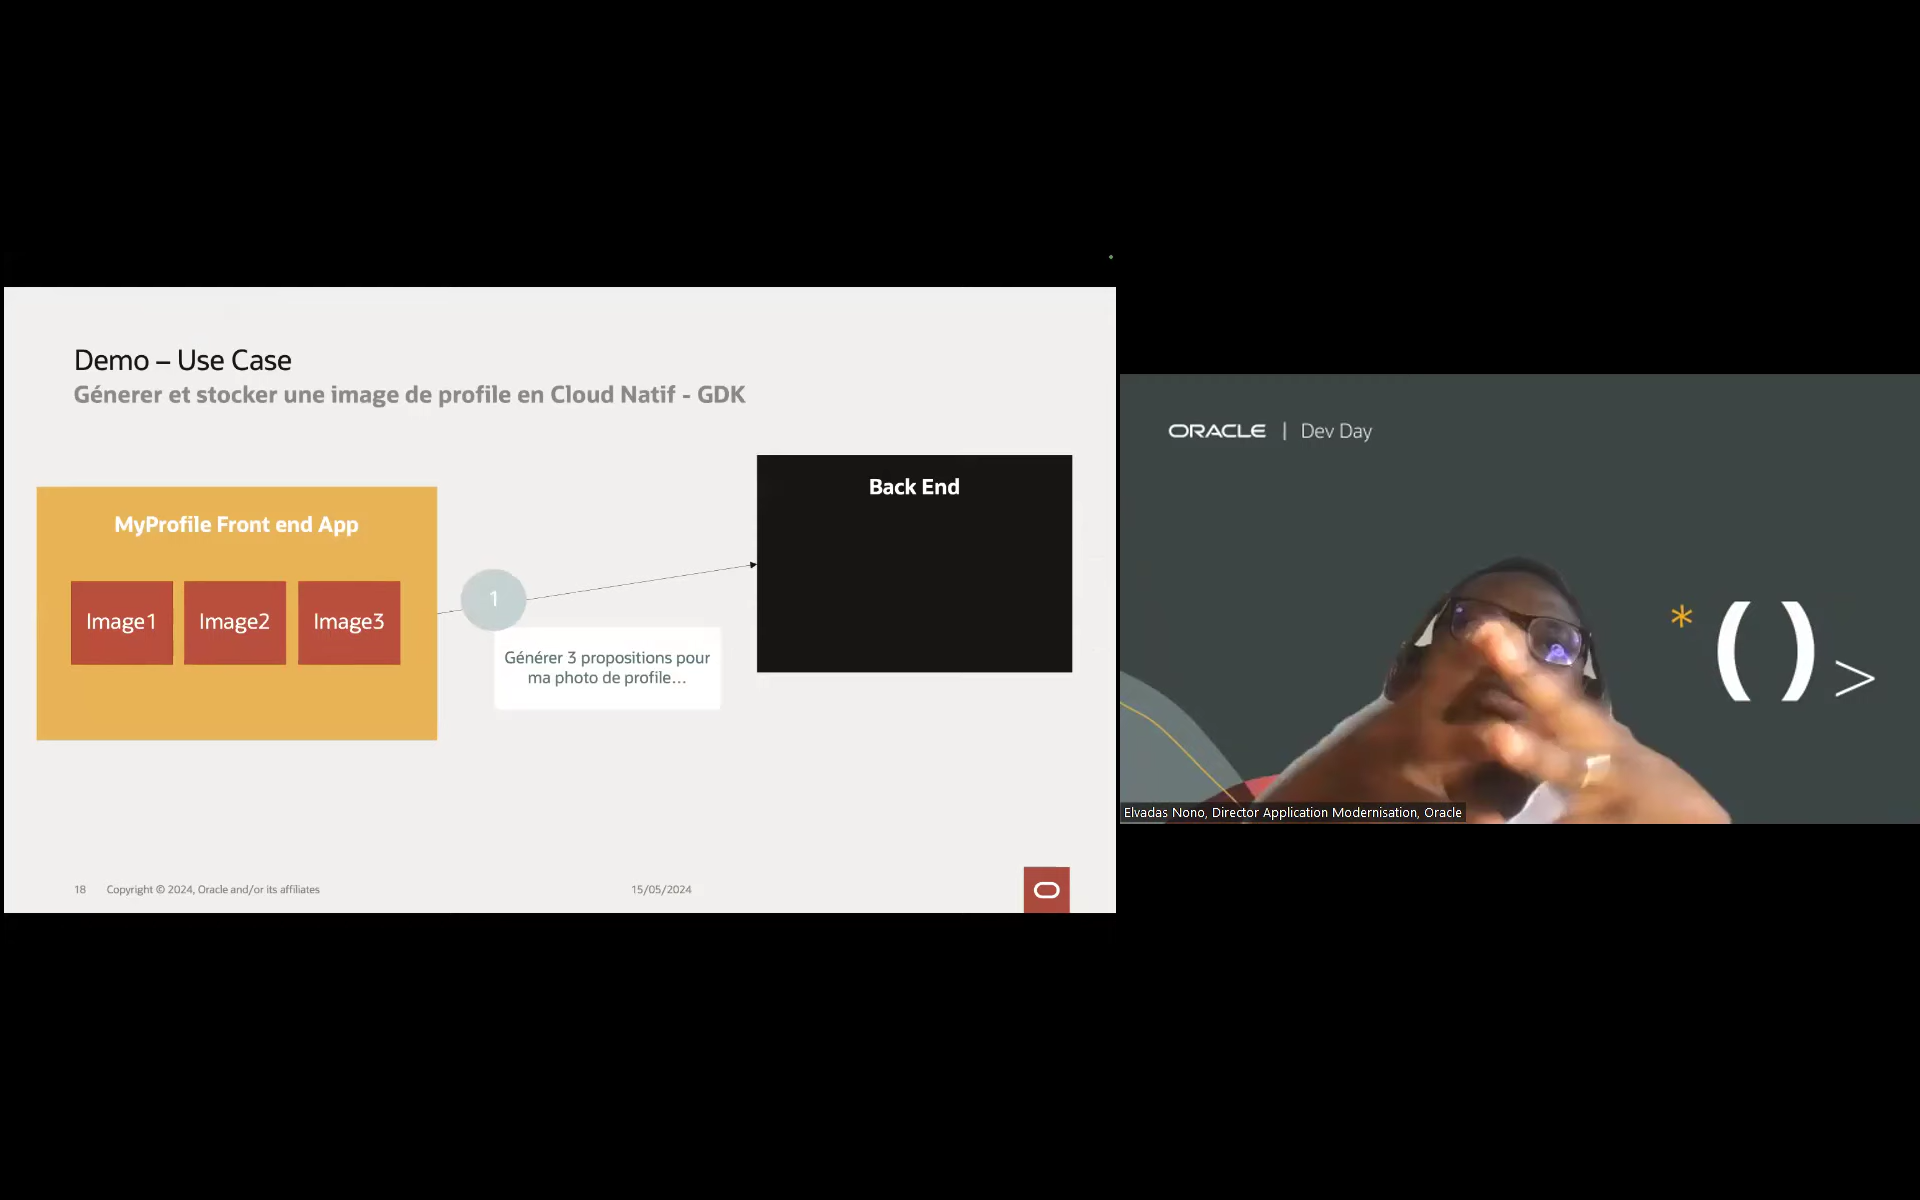 Demo – Use Case
Génerer et stocker une image de profile en Cloud Natif - GDK
MyProfile Front end App
Image1
Image2
Image3
1
Générer 3 propositions pour
ma photo de profile...
Back End
18
Copyright © 2024, Oracle and/or its affiliates
15/05/2024
ORACLE | Dev Day
* ( ) >
Elvadas Nono, Director Application Modernisation, Oracle